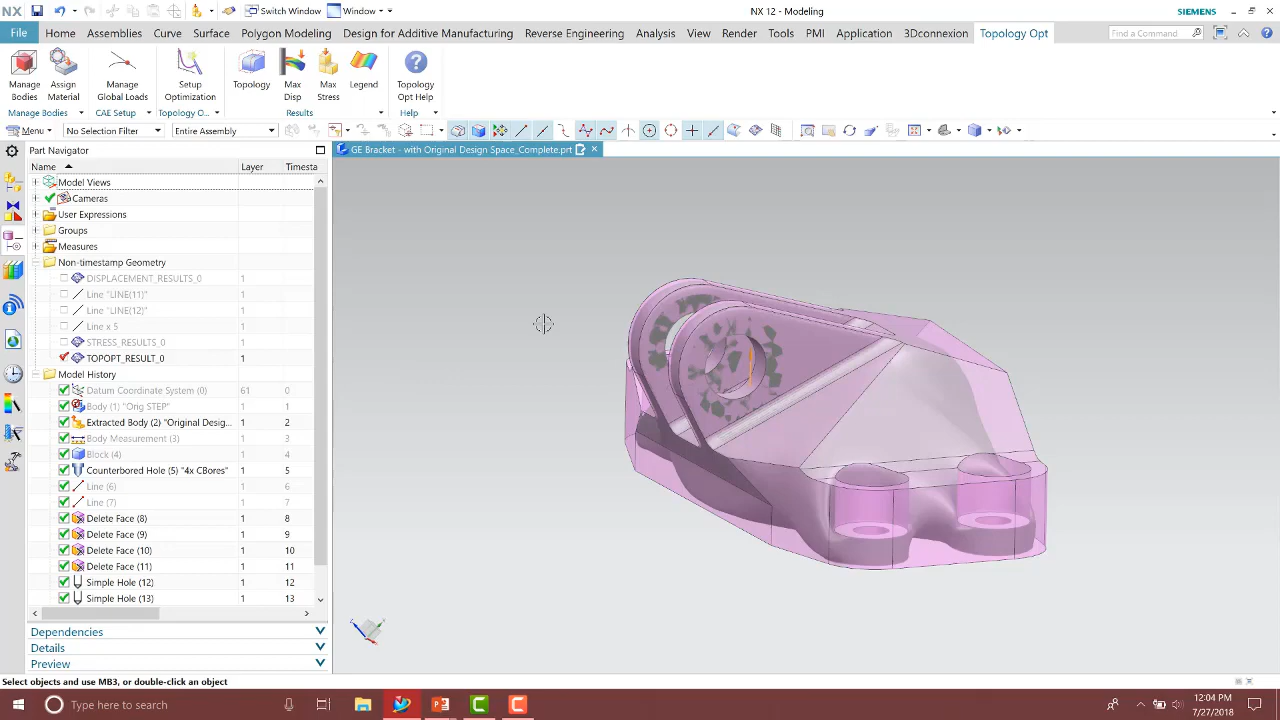 NX
Switch Window
Window
NX 12 - Modeling
SIEMENS
File
Home
Assemblies
Curve
Surface
Polygon Modeling
Design for Additive Manufacturing
Reverse Engineering
Analysis
View
Render
Tools
PMI
Application
3Dconnexion
Topology Opt
Find a Command
Manage Bodies
Assign Material
Manage Global Loads
Setup Optimization
Topology
Max Disp
Max Stress
Legend
Topology Opt Help
Manage Bodies
CAE Setup
Topology O...
Results
Help
Menu
No Selection Filter
Entire Assembly
Part Navigator
GE Bracket - with Original Design Space_Complete.prt
Name Layer Timesta
Model Views
Cameras
User Expressions
Groups
Measures
Non-timestamp Geometry
DISPLACEMENT_RESULTS_0 1
Line "LINE(11)" 1
Line "LINE(12)" 1
Line x 5 1
STRESS_RESULTS_0 1
TOPOPT_RESULT_0 1
Model History
Datum Coordinate System (0) 61 0
Body (1) "Orig STEP" 1 1
Extracted Body (2) "Original Desig... 1 2
Body Measurement (3) 1 3
Block (4) 1 4
Counterbored Hole (5) "4x CBores" 1 5
Line (6) 1 6
Line (7) 1 7
Delete Face (8) 1 8
Delete Face (9) 1 9
Delete Face (10) 1 10
Delete Face (11) 1 11
Simple Hole (12) 1 12
Simple Hole (13) 1 13
Dependencies
Details
Preview
Select objects and use MB3, or double-click an object
Type here to search
12:04 PM
7/27/2018